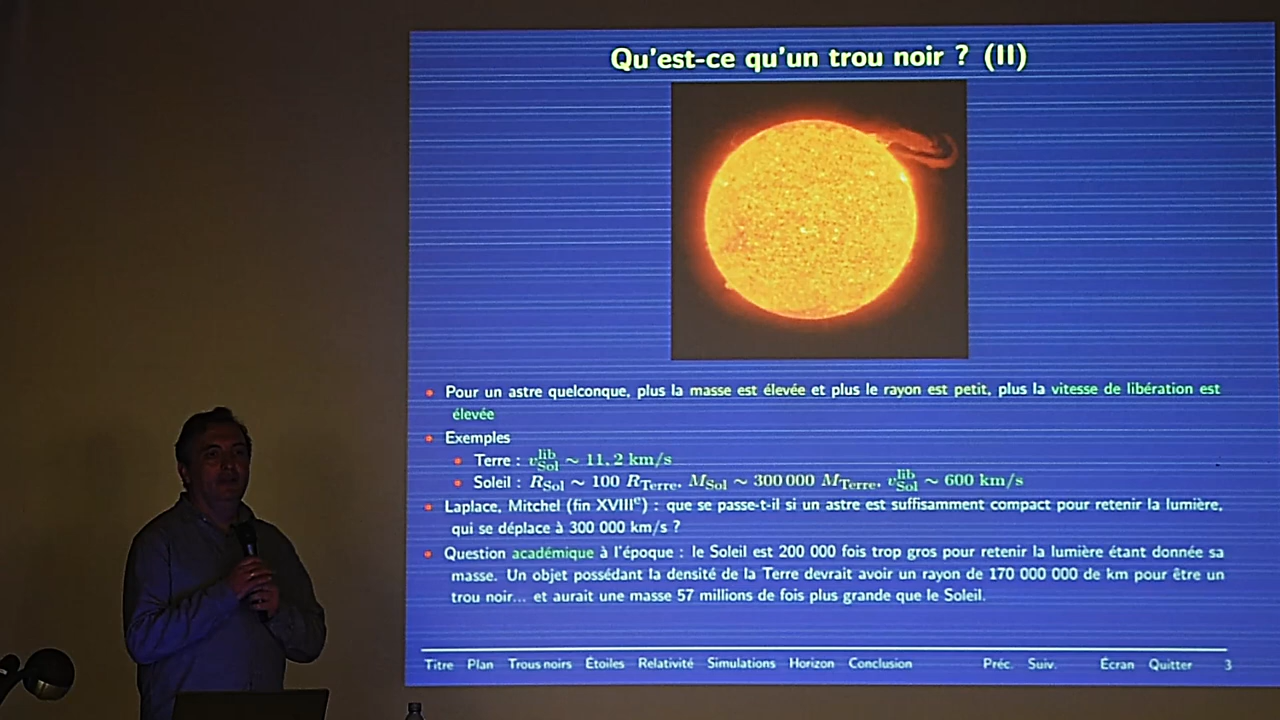 Qu'est-ce qu'un trou noir ? (II)
Pour un astre quelconque, plus la masse est élevée et plus le rayon est petit, plus la vitesse de libération est
élevée
Exemples
Terre : v_Sol^lib ~ 11, 2 km/s
Soleil : R_Sol ~ 100 R_Terre, M_Sol ~ 300 000 M_Terre, v_Sol^lib ~ 600 km/s
Laplace, Mitchel (fin XVIIIe) : que se passe-t-il si un astre est suffisamment compact pour retenir la lumière,
qui se déplace à 300 000 km/s ?
Question académique à l'époque : le Soleil est 200 000 fois trop gros pour retenir la lumière étant donnée sa
masse. Un objet possédant la densité de la Terre devrait avoir un rayon de 170 000 000 de km pour être un
trou noir... et aurait une masse 57 millions de fois plus grande que le Soleil.
Titre Plan Trous noirs Étoiles Relativité Simulations Horizon Conclusion Préc. Suiv. Écran Quitter 3